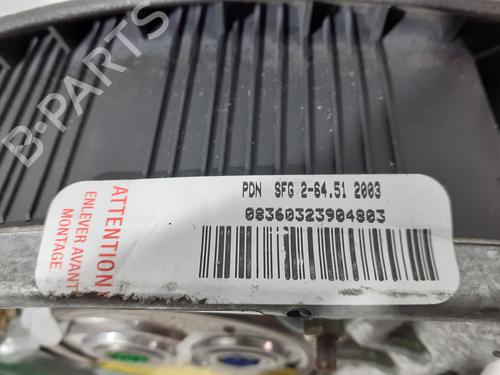 B-PARTS
PDN SFG 2-64.51 2003
08360323904803
ATTENTION
ENLEVER AVANT
MONTAGE